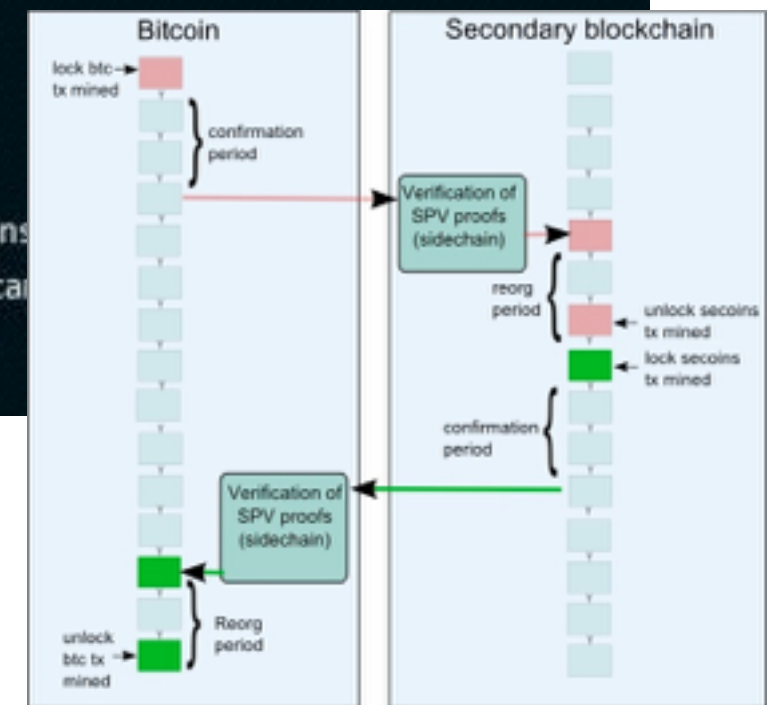 Bitcoin
lock btc
tx mined
confirmation
period
ns
Verification of
SPV proofs
(sidechain)
Reorg
period
unlock
btc tx
mined
Secondary blockchain
Verification of
SPV proofs
(sidechain)
reorg
period
unlock secoins
tx mined
lock secoins
tx mined
confirmation
period